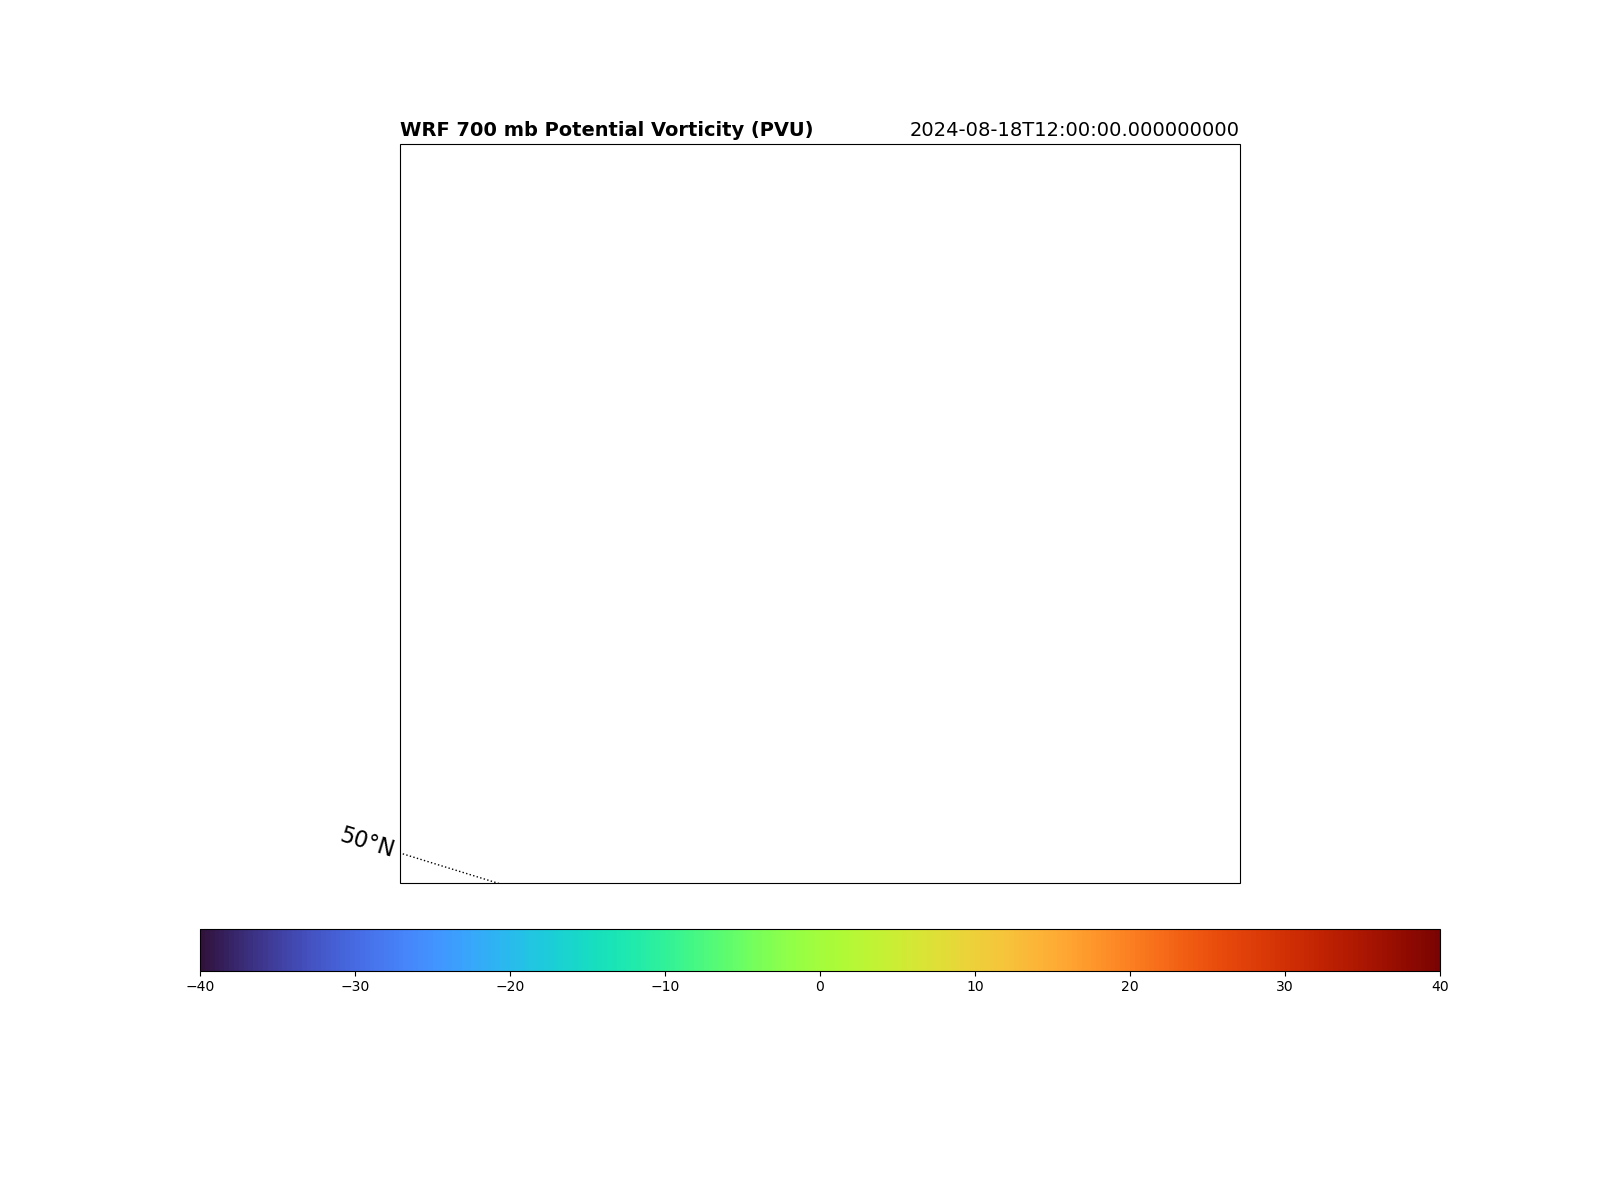 WRF 700 mb Potential Vorticity (PVU) 2024-08-18T12:00:00.000000000
50°N
−40 −30 −20 −10 0 10 20 30 40